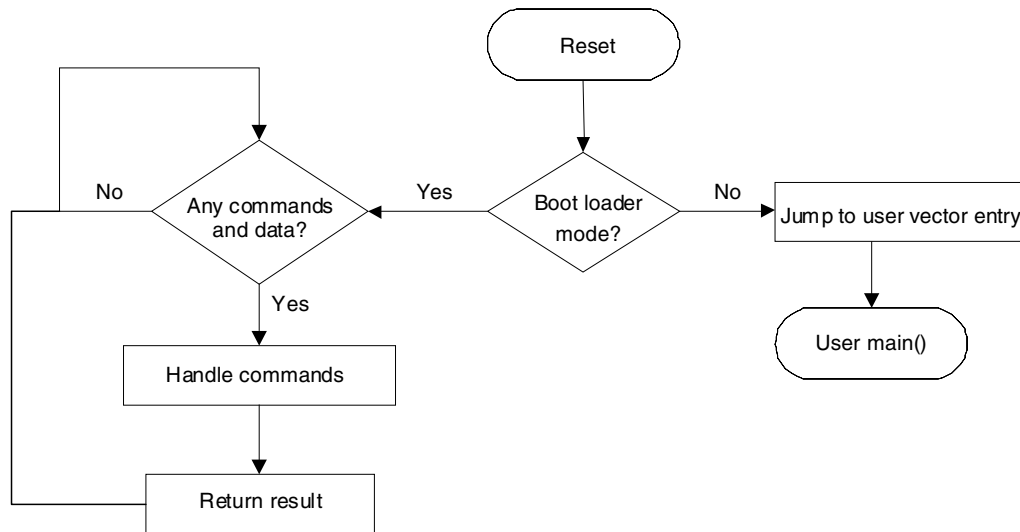 Reset
No
Any commands
and data?
Yes
Boot loader
mode?
No
Jump to user vector entry
Yes
User main()
Handle commands
Return result